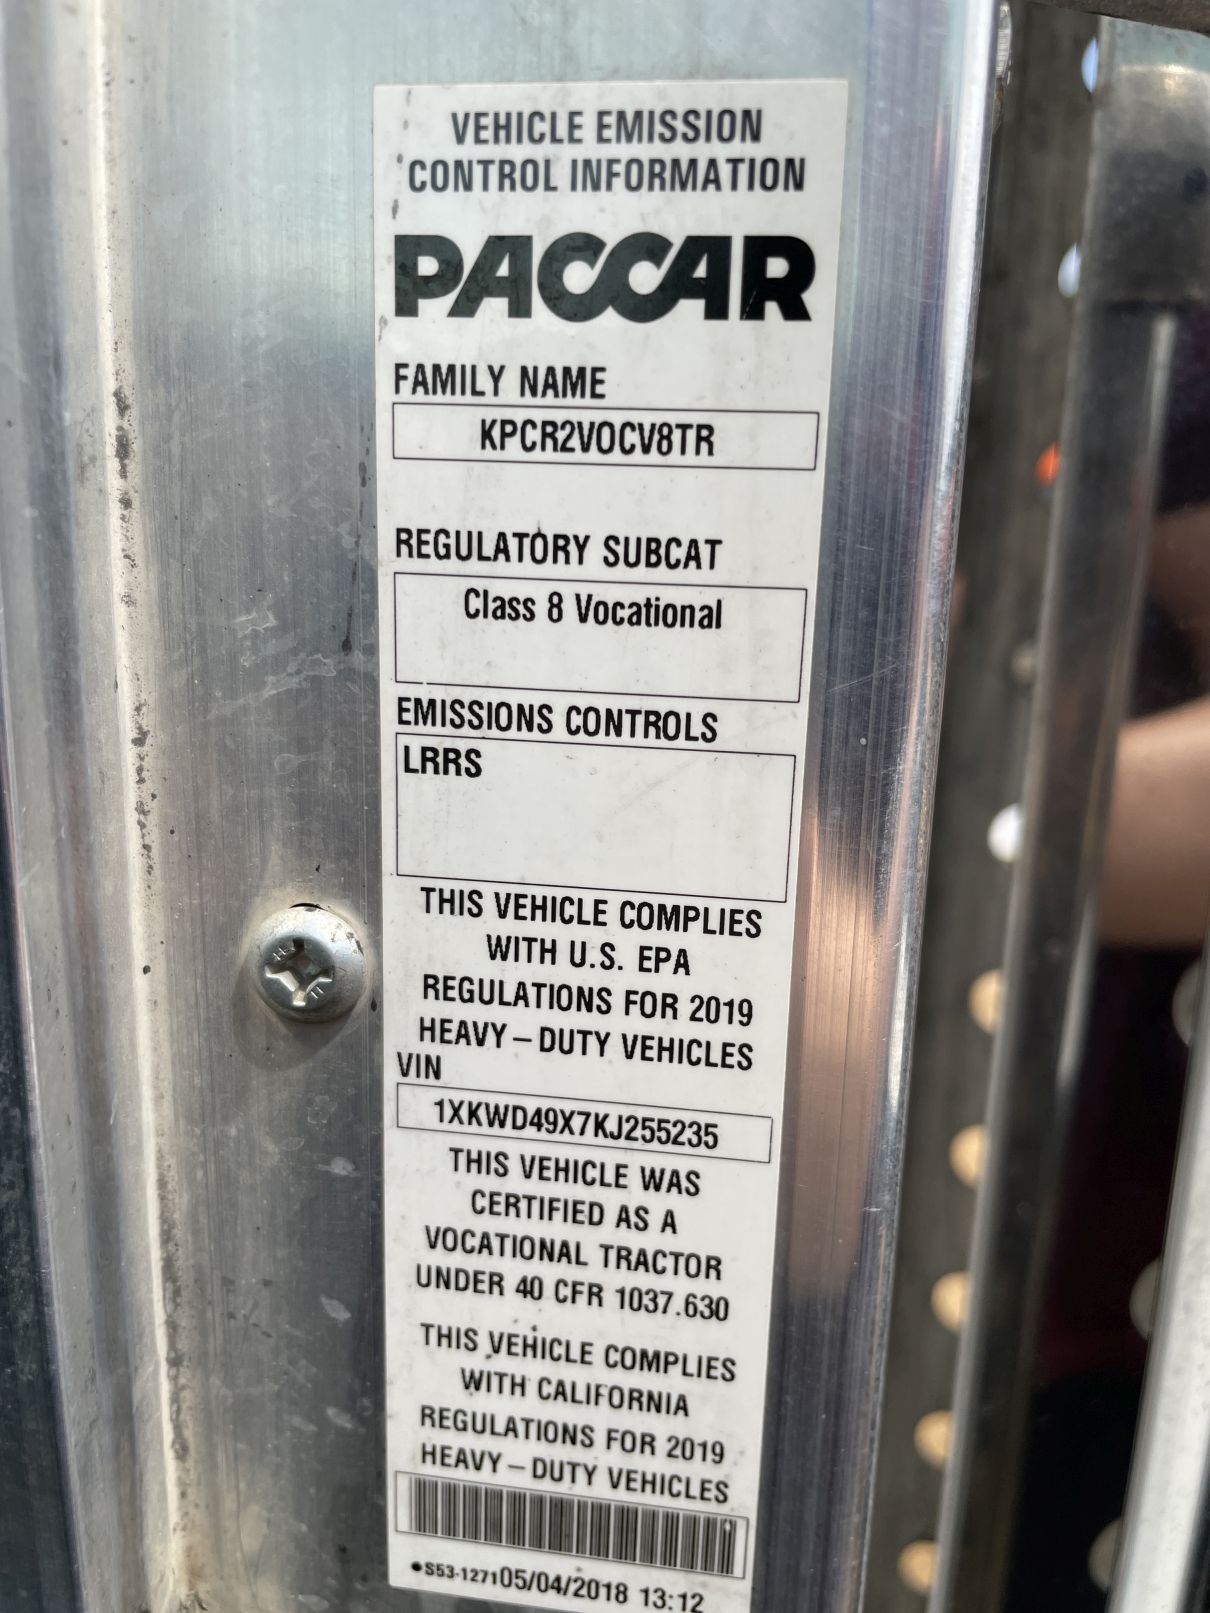 VEHICLE EMISSION
CONTROL INFORMATION
PACCAR
FAMILY NAME
KPCR2VOCV8TR
REGULATORY SUBCAT
Class 8 Vocational
EMISSIONS CONTROLS
LRRS
THIS VEHICLE COMPLIES
WITH U.S. EPA
REGULATIONS FOR 2019
HEAVY–DUTY VEHICLES
VIN
1XKWD49X7KJ255235
THIS VEHICLE WAS
CERTIFIED AS A
VOCATIONAL TRACTOR
UNDER 40 CFR 1037.630
THIS VEHICLE COMPLIES
WITH CALIFORNIA
REGULATIONS FOR 2019
HEAVY–DUTY VEHICLES
•S53-1271 05/04/2018 13:12